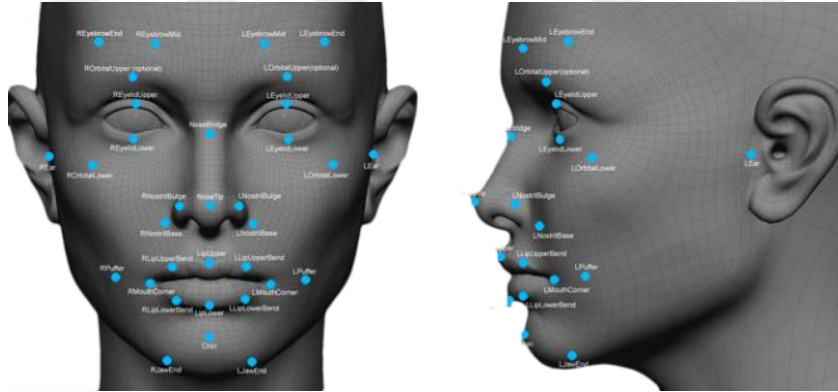 REyebrowEnd
REyebrowMid
LEyebrowMid
LEyebrowEnd
ROrbitalUpper(optional)
LOrbitalUpper(optional)
REyelidUpper
LEyelidUpper
NoseBridge
REyelidLower
LEyelidLower
REar
ROrbitalLower
LOrbitalLower
LEar
RNostrilBulge
NoseTip
LNostrilBulge
RNostrilBase
LNostrilBase
LipUpper
RLipUpperBend
LLipUpperBend
RPuffer
LPuffer
RMouthCorner
LMouthCorner
RLipLowerBend
LipLower
LLipLowerBend
Chin
RJawEnd
LJawEnd
LEyebrowMid
LEyebrowEnd
LOrbitalUpper(optional)
LEyelidUpper
bridge
LEyelidLower
LOrbitalLower
LEar
LNostrilBulge
LNostrilBase
LLipUpperBend
LPuffer
LMouthCorner
LLipLowerBend
LJawEnd